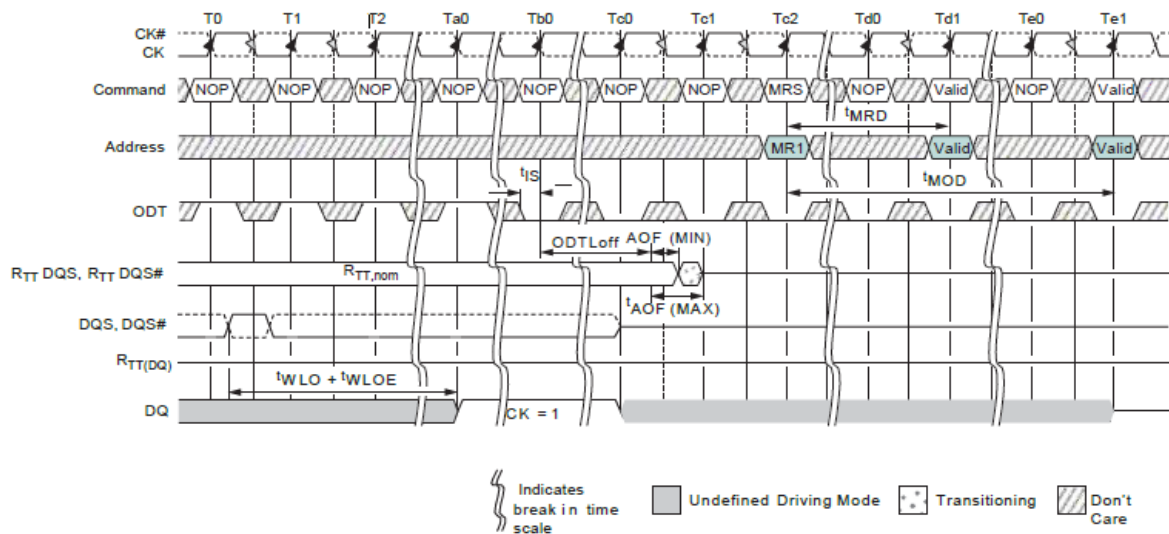 T0 T1 T2 Ta0 Tb0 Tc0 Tc1 Tc2 Td0 Td1 Te0 Te1
CK#
CK
Command NOP NOP NOP NOP NOP NOP NOP MRS NOP Valid NOP Valid
tMRD
Address MR1 Valid Valid
tIS
tMOD
ODT
ODTLoff AOF (MIN)
RTT DQS, RTT DQS# RTT,nom
tAOF (MAX)
DQS, DQS#
RTT(DQ)
tWLO + tWLOE
DQ CK = 1
Indicates
break in time
scale
Undefined Driving Mode
Transitioning
Don't
Care